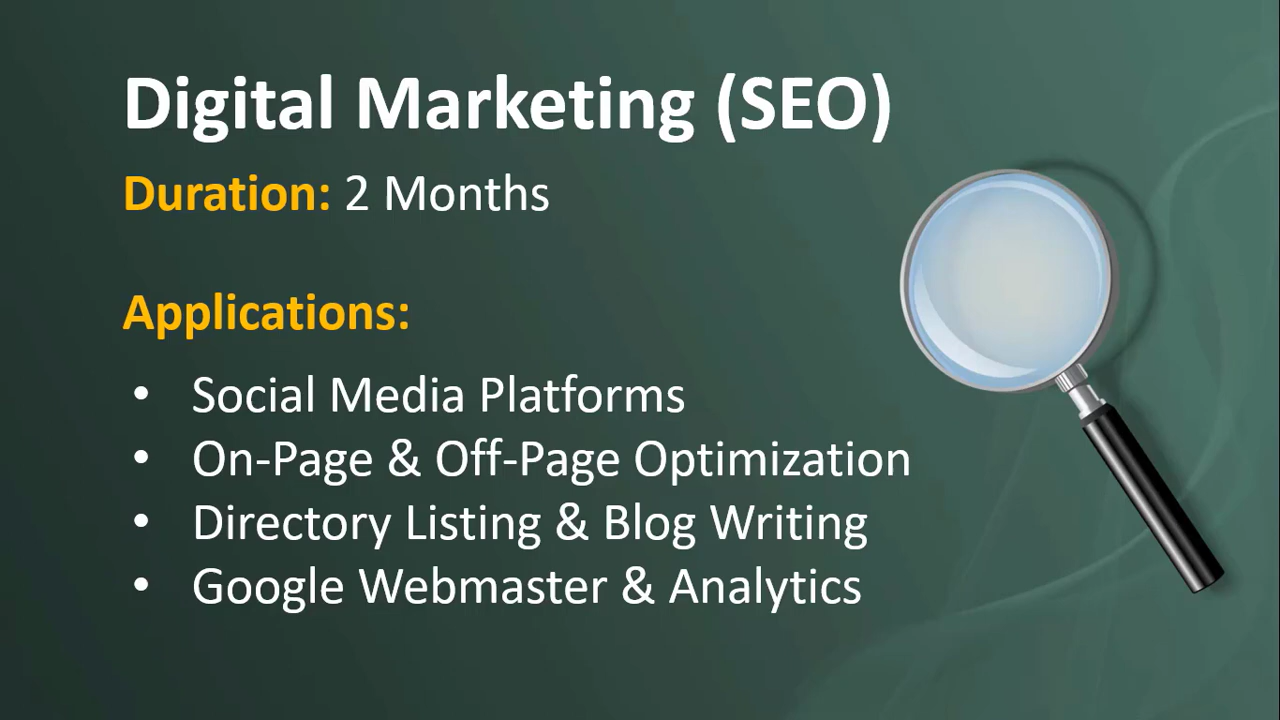 Digital Marketing (SEO)
Duration: 2 Months
Applications:
• Social Media Platforms
• On-Page & Off-Page Optimization
• Directory Listing & Blog Writing
• Google Webmaster & Analytics